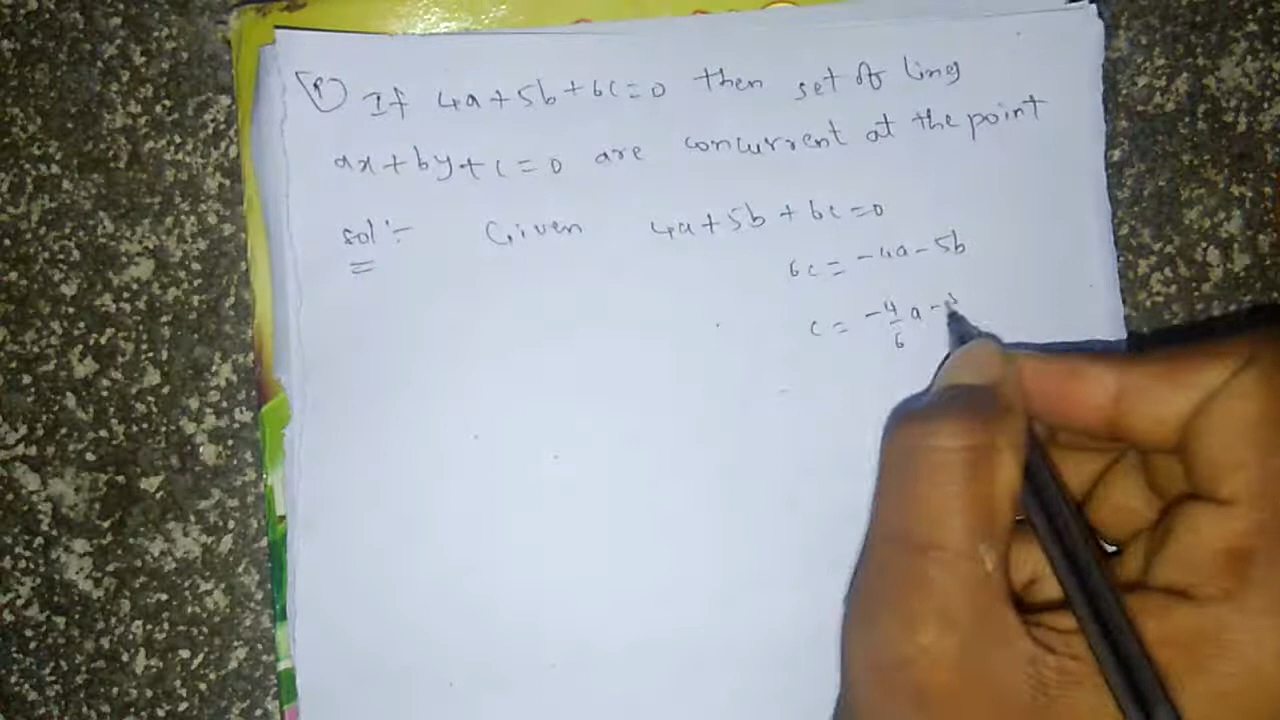 P) If 4a+5b+6c=0 then set of lines
ax+by+c=0 are concurrent at the point
Sol:- Given 4a+5b+6c=0
6c = -4a-5b
c = -4/6 a -